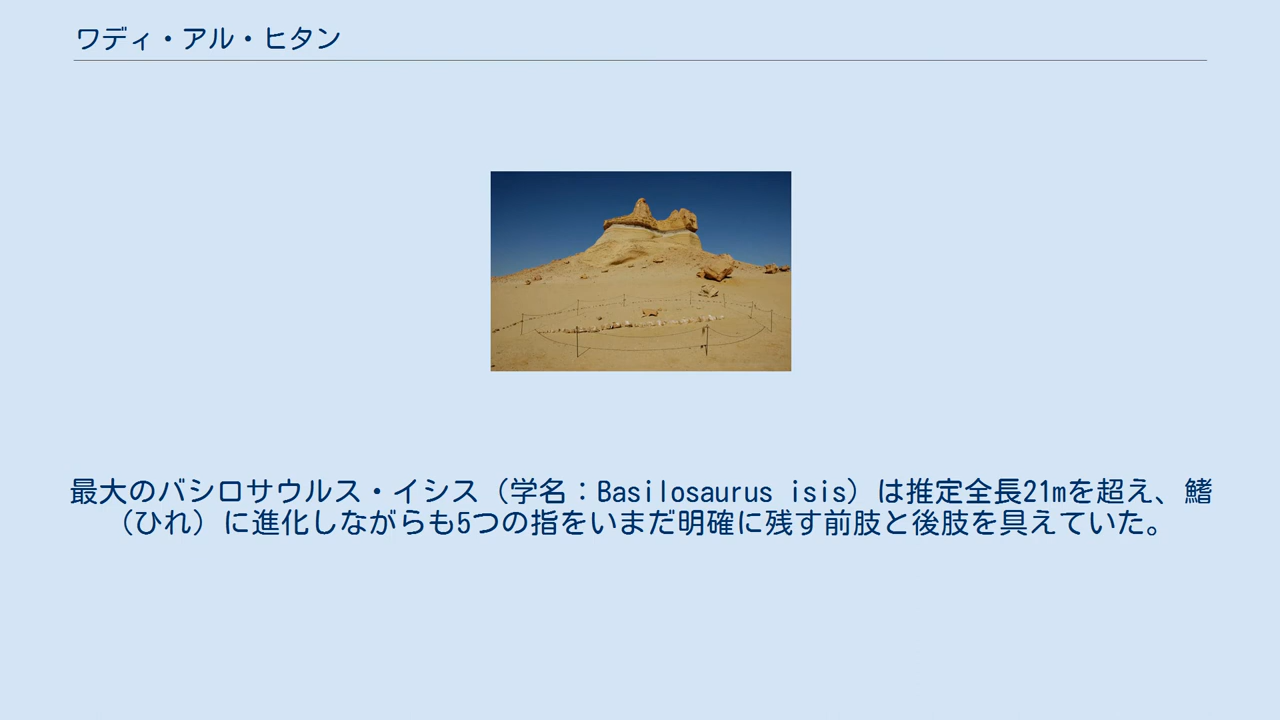 ワディ・アル・ヒタン
最大のバシロサウルス・イシス（学名：Basilosaurus isis）は推定全長21mを超え、鰭
（ひれ）に進化しながらも5つの指をいまだ明確に残す前肢と後肢を具えていた。